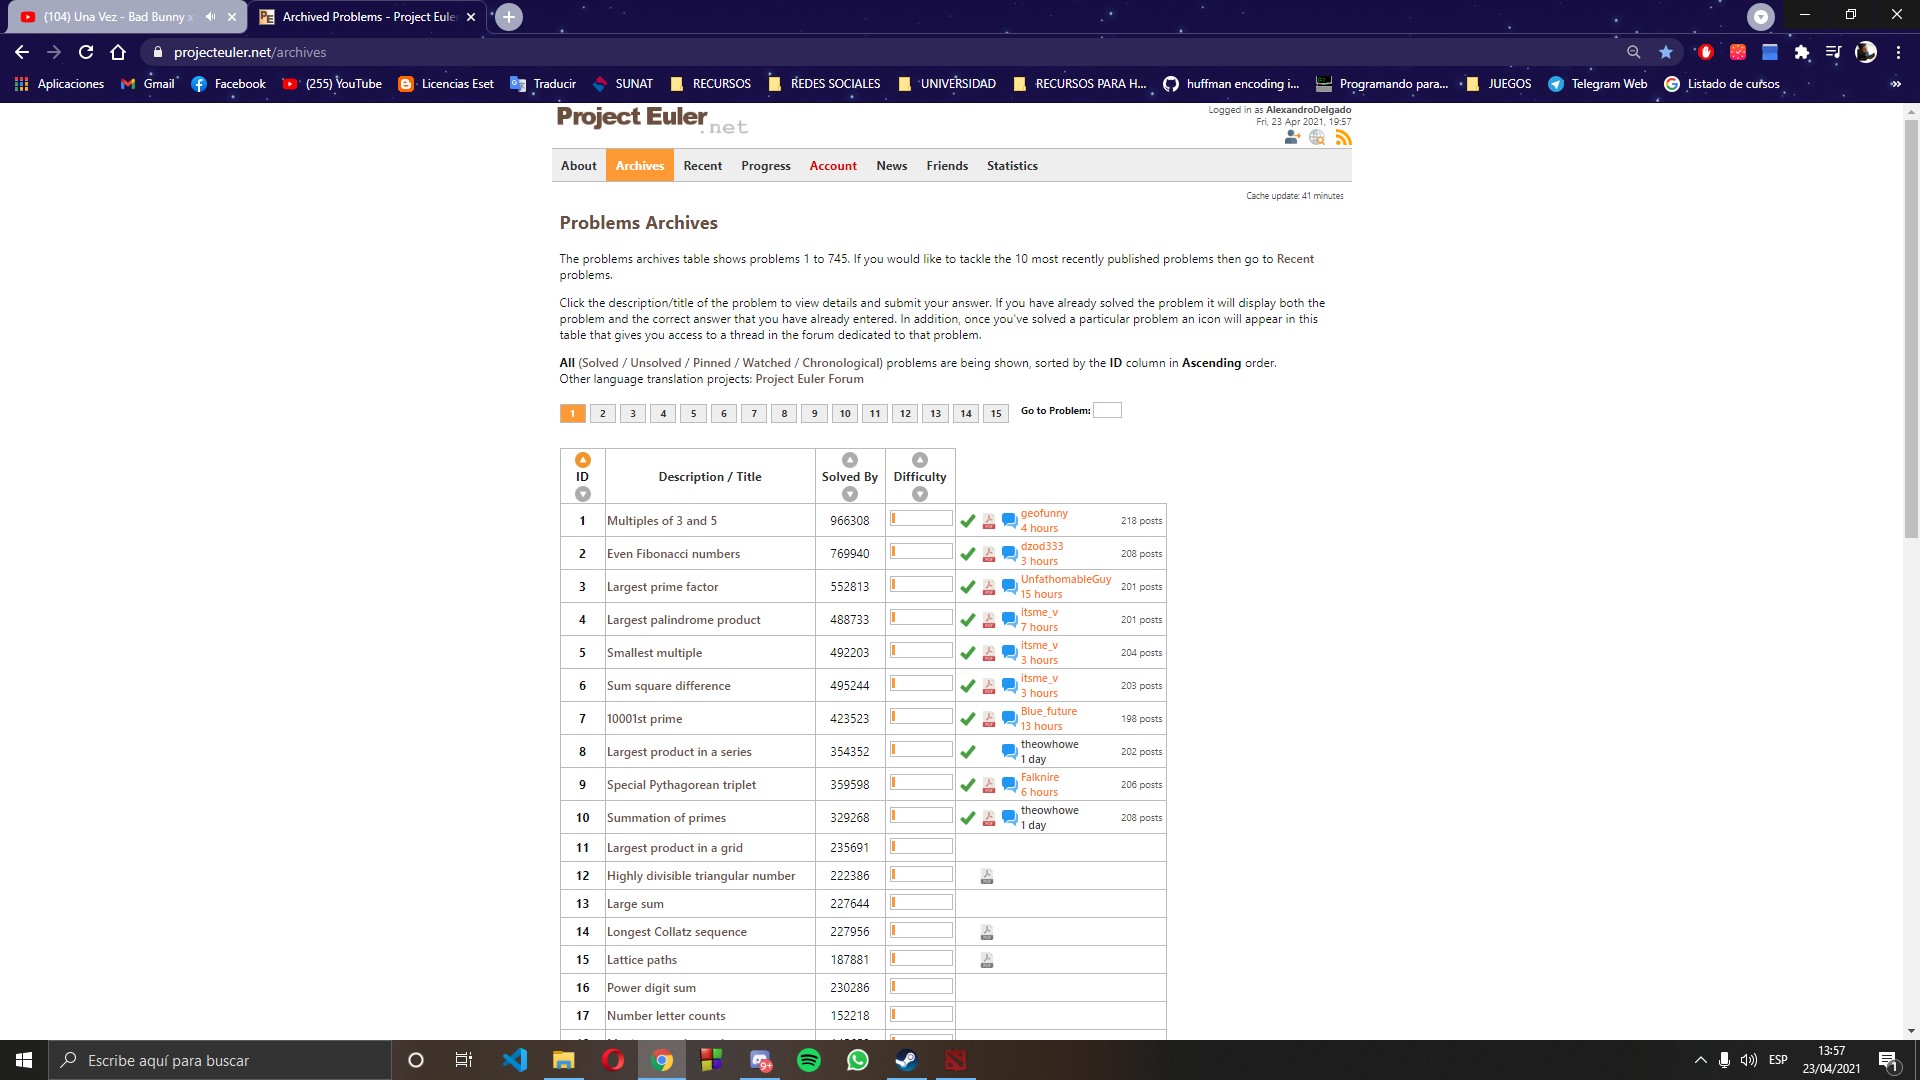 (104) Una Vez - Bad Bunny x
Archived Problems - Project Euler
projecteuler.net/archives
Aplicaciones Gmail Facebook (255) YouTube Licencias Eset Traducir SUNAT RECURSOS REDES SOCIALES UNIVERSIDAD RECURSOS PARA H... huffman encoding i... Programando para... JUEGOS Telegram Web Listado de cursos »
Project Euler.net
Logged in as AlexandroDelgado
Fri, 23 Apr 2021, 19:57
About Archives Recent Progress Account News Friends Statistics
Cache update: 41 minutes
Problems Archives
The problems archives table shows problems 1 to 745. If you would like to tackle the 10 most recently published problems then go to Recent
problems.
Click the description/title of the problem to view details and submit your answer. If you have already solved the problem it will display both the
problem and the correct answer that you have already entered. In addition, once you've solved a particular problem an icon will appear in this
table that gives you access to a thread in the forum dedicated to that problem.
All (Solved / Unsolved / Pinned / Watched / Chronological) problems are being shown, sorted by the ID column in Ascending order.
Other language translation projects: Project Euler Forum
1 2 3 4 5 6 7 8 9 10 11 12 13 14 15 Go to Problem:
ID Description / Title Solved By Difficulty
1 Multiples of 3 and 5 966308 geofunny 218 posts
4 hours
2 Even Fibonacci numbers 769940 dzod333 208 posts
3 hours
3 Largest prime factor 552813 UnfathomableGuy 201 posts
15 hours
4 Largest palindrome product 488733 itsme_v 201 posts
7 hours
5 Smallest multiple 492203 itsme_v 204 posts
3 hours
6 Sum square difference 495244 itsme_v 203 posts
3 hours
7 10001st prime 423523 Blue_future 198 posts
13 hours
8 Largest product in a series 354352 theowhowe 202 posts
1 day
9 Special Pythagorean triplet 359598 Falknire 206 posts
6 hours
10 Summation of primes 329268 theowhowe 208 posts
1 day
11 Largest product in a grid 235691
12 Highly divisible triangular number 222386
13 Large sum 227644
14 Longest Collatz sequence 227956
15 Lattice paths 187881
16 Power digit sum 230286
17 Number letter counts 152218
Escribe aquí para buscar
9+
ESP
13:57
23/04/2021
1